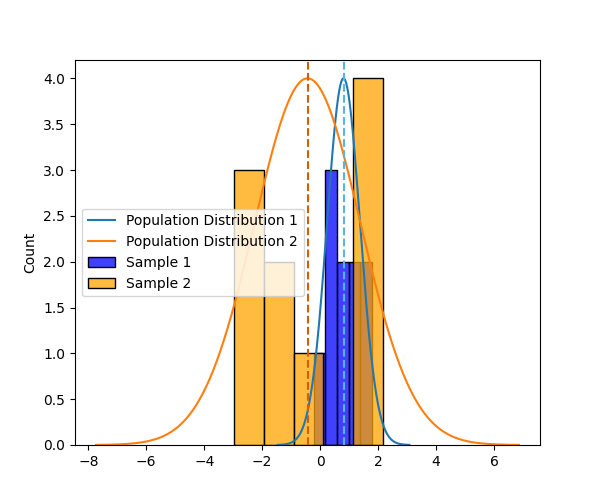 4.0
3.5
3.0
2.5
2.0
1.5
1.0
0.5
0.0
Count
Population Distribution 1
Population Distribution 2
Sample 1
Sample 2
−8 −6 −4 −2 0 2 4 6